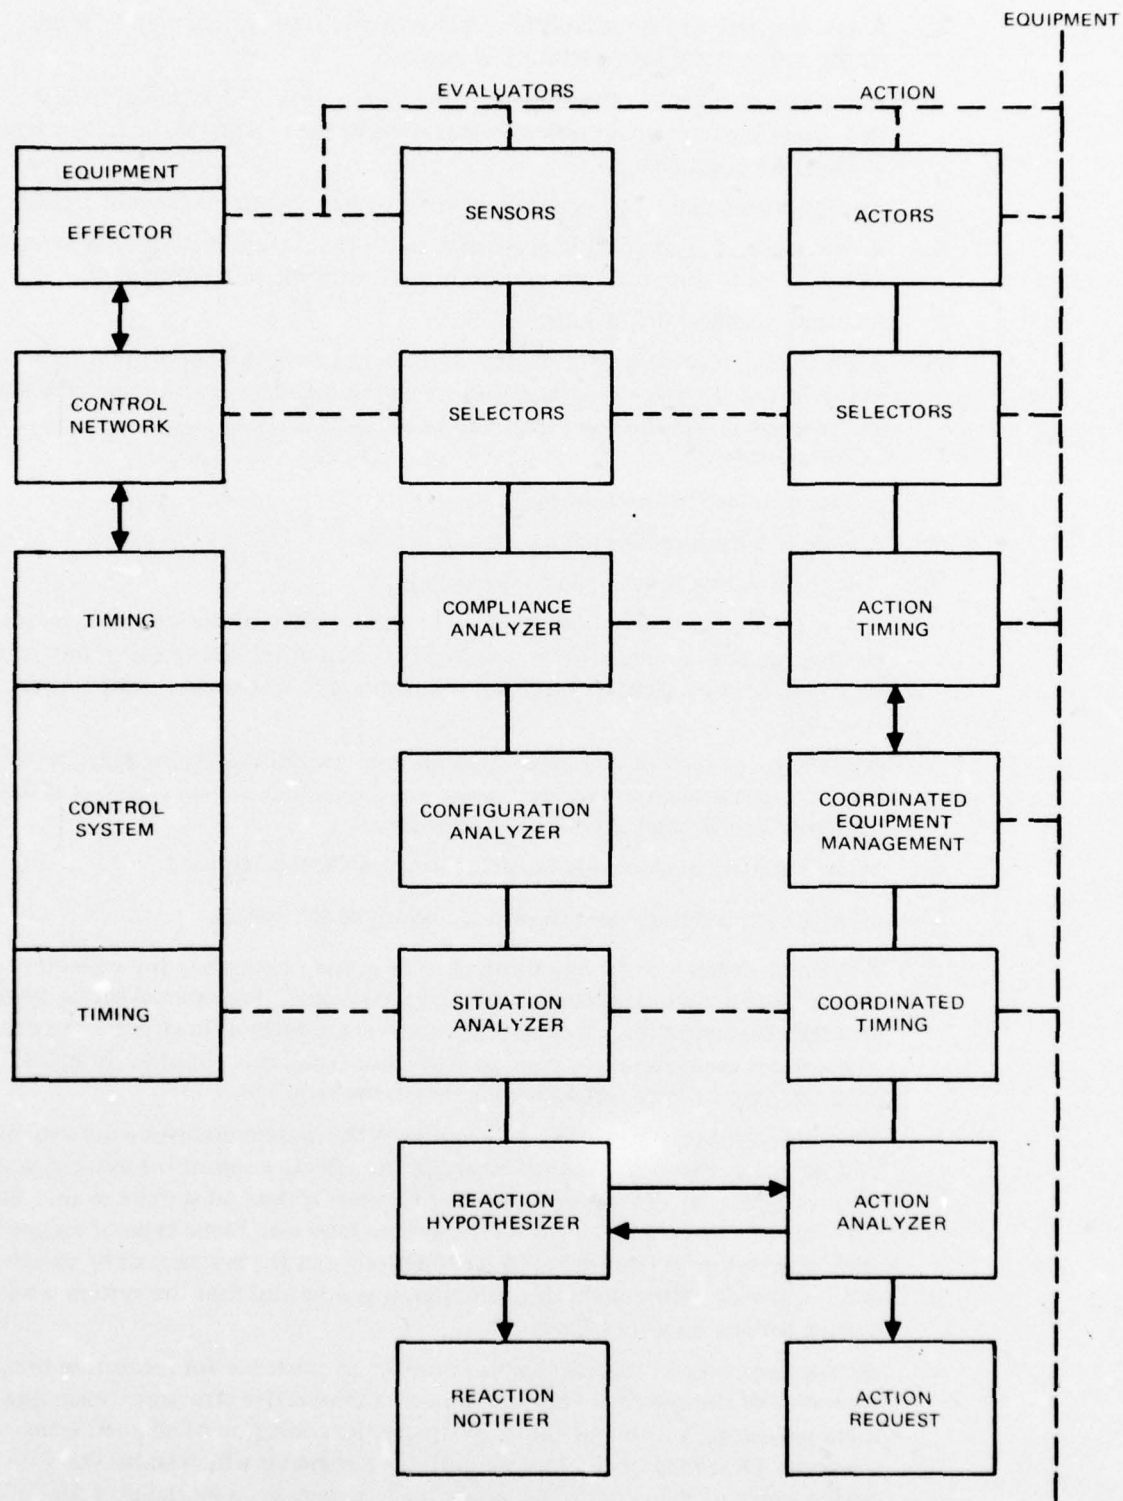 EQUIPMENT
EVALUATORS
ACTION
EQUIPMENT
EFFECTOR
SENSORS
ACTORS
CONTROL
NETWORK
SELECTORS
SELECTORS
TIMING
COMPLIANCE
ANALYZER
ACTION
TIMING
CONTROL
SYSTEM
CONFIGURATION
ANALYZER
COORDINATED
EQUIPMENT
MANAGEMENT
TIMING
SITUATION
ANALYZER
COORDINATED
TIMING
REACTION
HYPOTHESIZER
ACTION
ANALYZER
REACTION
NOTIFIER
ACTION
REQUEST